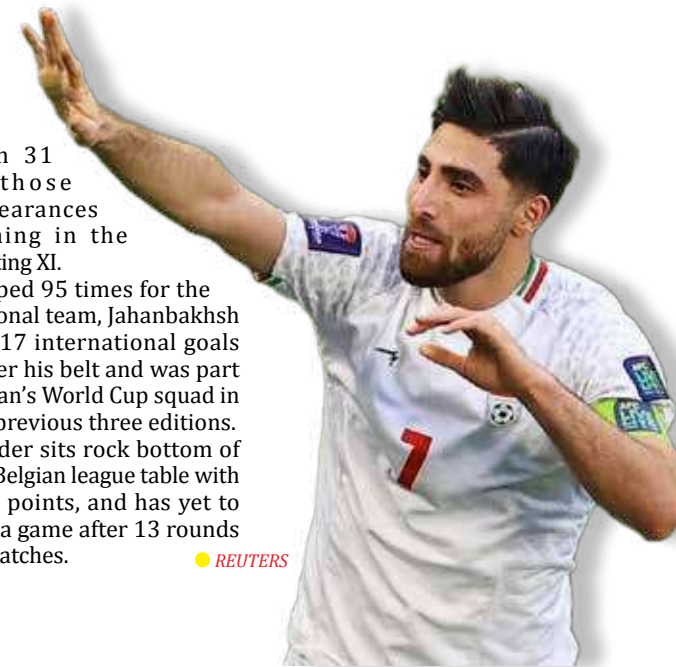 n 31
those
earances
ing in the
ting XI.
ped 95 times for the
onal team, Jahanbakhsh
17 international goals
er his belt and was part
an’s World Cup squad in
previous three editions.
der sits rock bottom of
Belgian league table with
points, and has yet to
a game after 13 rounds
atches.
REUTERS
7